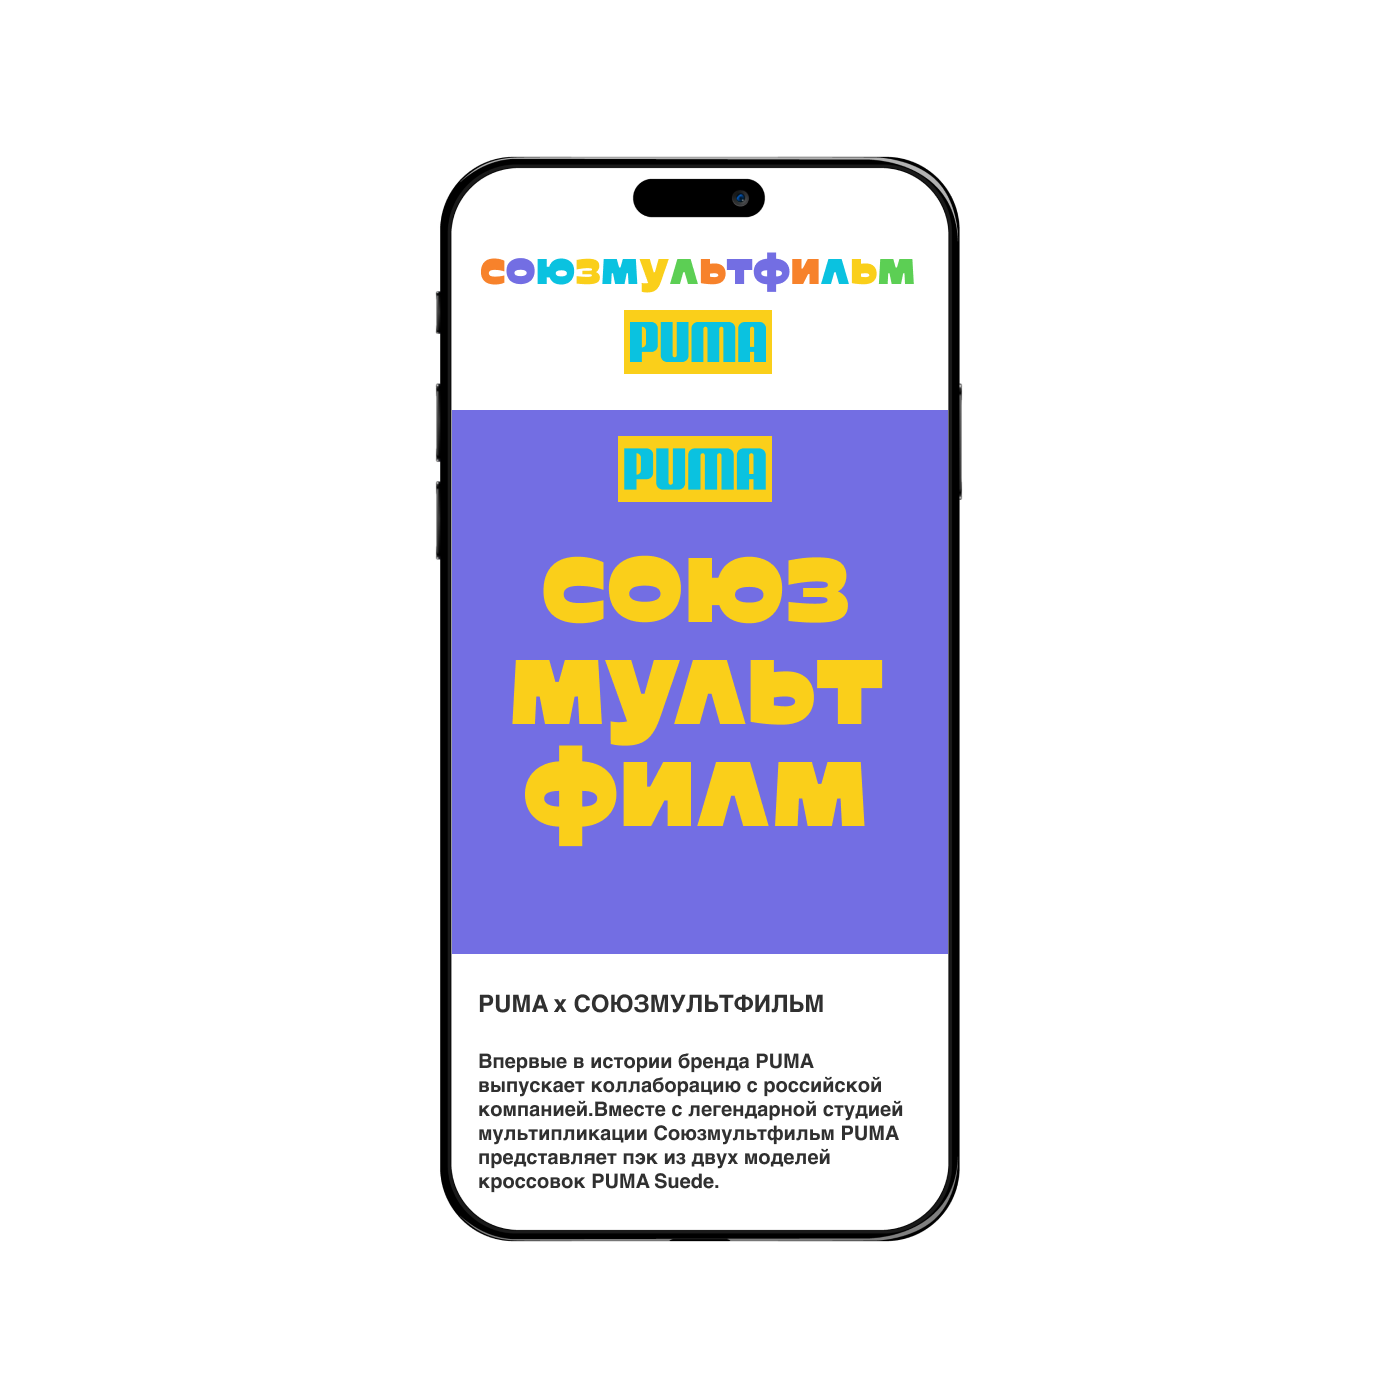 союзмультфильм
PUMA
PUMA
союз
мульт
филм
PUMA x СОЮЗМУЛЬТФИЛЬМ
Впервые в истории бренда PUMA
выпускает коллаборацию с российской
компанией.Вместе с легендарной студией
мультипликации Союзмультфильм PUMA
представляет пэк из двух моделей
кроссовок PUMA Suede.